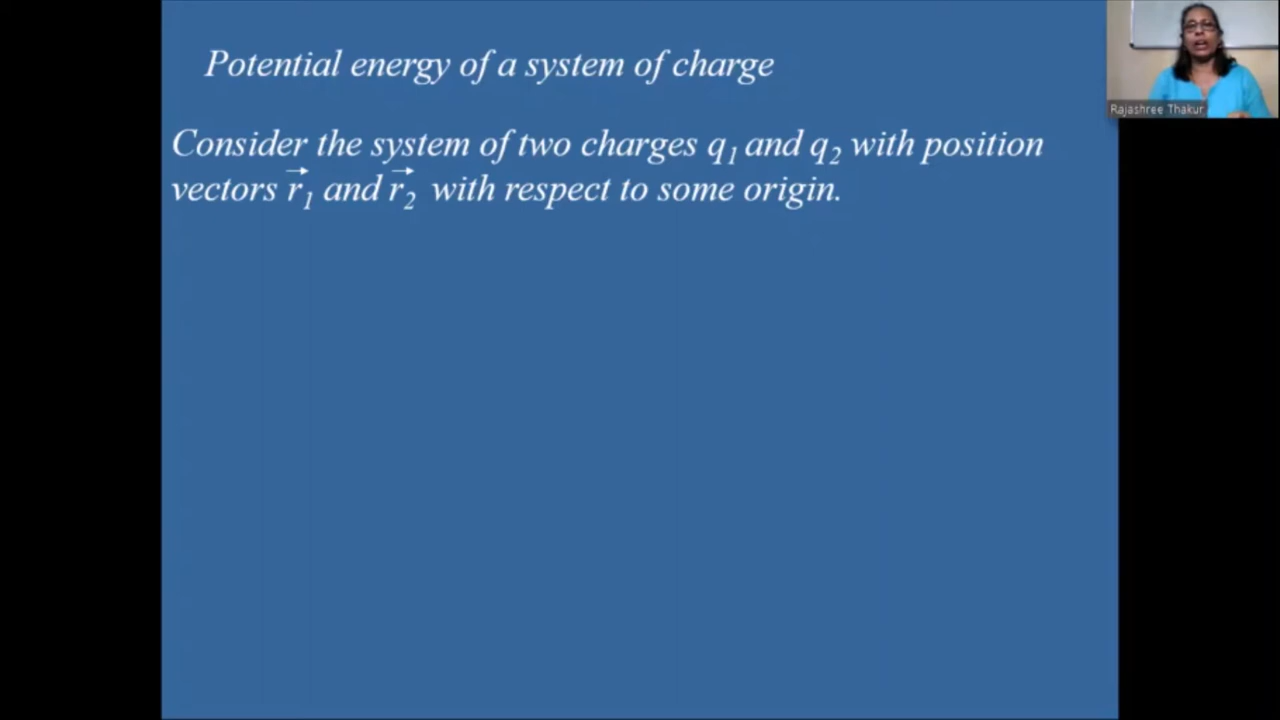 Potential energy of a system of charge
Consider the system of two charges q₁ and q₂ with position
vectors r⃗₁ and r⃗₂ with respect to some origin.
Rajashree Thakur